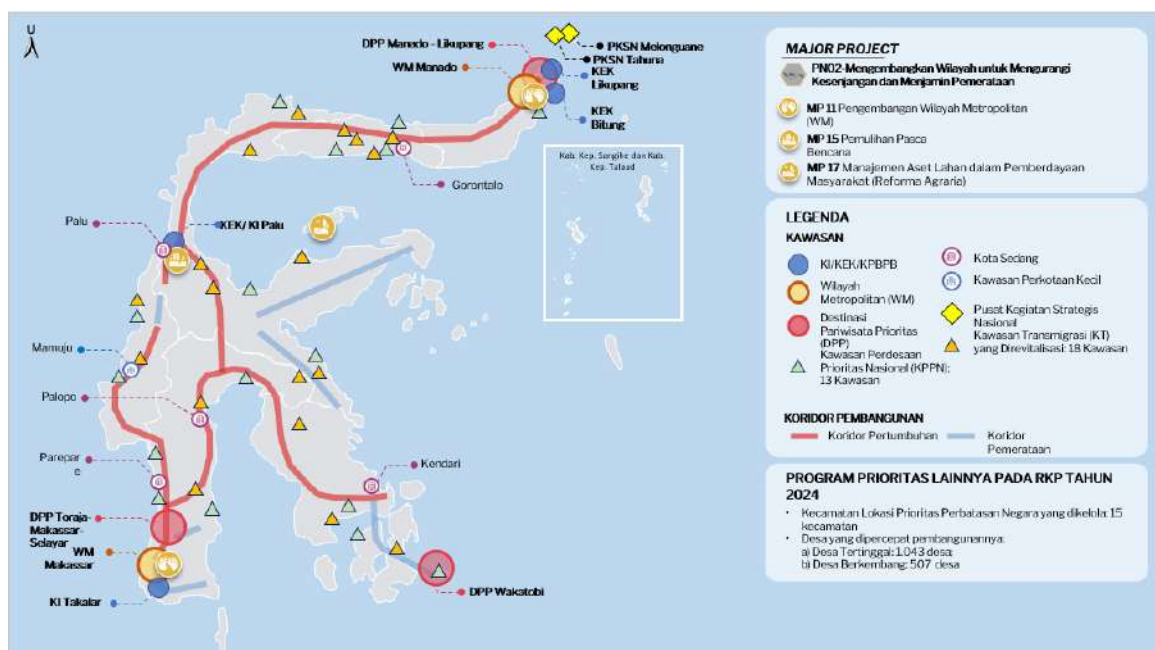 U
DPP Manado - Likupang
WM Manado
PKSN Melonguane
PKSN Tahuna
KEK
Likupang
KEK
Bitung
Kab. Kep. Sangihe dan Kab.
Kep. Talaud
Gorontalo
Palu
KEK/ KI Palu
Mamuju
Palopo
Parepar
e
Kendari
DPP Toraja-
Makassar-
Selayar
WM
Makassar
KI Takalar
DPP Wakatobi
MAJOR PROJECT
PN02-Mengembangkan Wilayah untuk Mengurangi
Kesenjangan dan Menjamin Pemerataan
MP 11 Pengembangan Wilayah Metropolitan
(WM)
MP 15 Pemulihan Pasca
Bencana
MP 17 Manajemen Aset Lahan dalam Pemberdayaan
Masyarakat (Reforma Agraria)
LEGENDA
KAWASAN
KI/KEK/KPBPB
Wilayah
Metropolitan (WM)
Destinasi
Pariwisata Prioritas
(DPP)
Kawasan Perdesaan
Prioritas Nasional (KPPN);
13 Kawasan
Kota Sedang
Kawasan Perkotaan Kecil
Pusat Kegiatan Strategis
Nasional
Kawasan Transmigrasi (KT)
yang Direvitalisasi: 18 Kawasan
KORIDOR PEMBANGUNAN
Koridor Pertumbuhan
Koridor
Pemerataan
PROGRAM PRIORITAS LAINNYA PADA RKP TAHUN
2024
• Kecamatan Lokasi Prioritas Perbatasan Negara yang dikelola: 15
kecamatan
• Desa yang dipercepat pembangunannya:
a) Desa Tertinggal: 1.043 desa;
b) Desa Berkembang: 507 desa